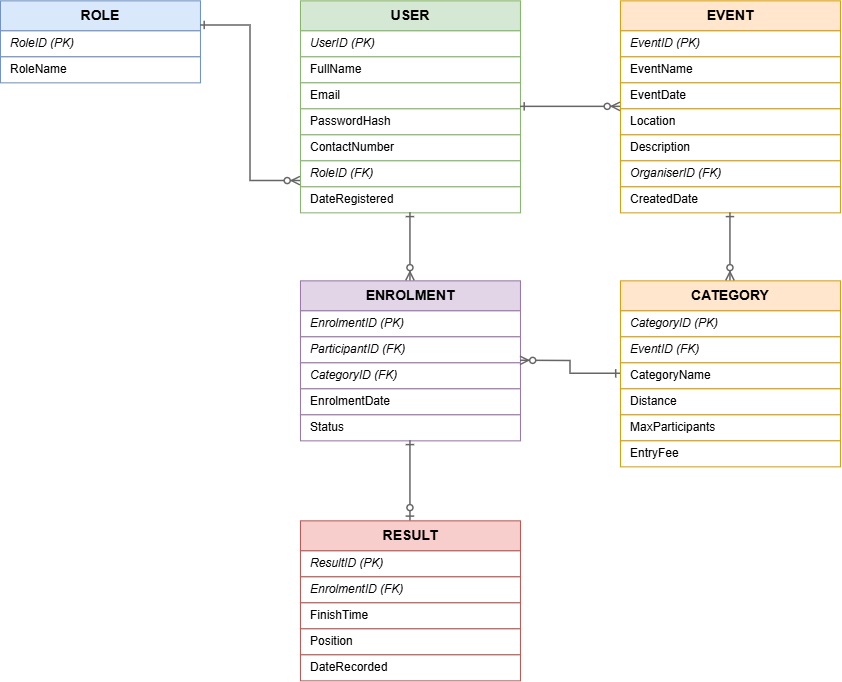 ROLE
RoleID (PK)
RoleName
USER
UserID (PK)
FullName
Email
PasswordHash
ContactNumber
RoleID (FK)
DateRegistered
EVENT
EventID (PK)
EventName
EventDate
Location
Description
OrganiserID (FK)
CreatedDate
ENROLMENT
EnrolmentID (PK)
ParticipantID (FK)
CategoryID (FK)
EnrolmentDate
Status
CATEGORY
CategoryID (PK)
EventID (FK)
CategoryName
Distance
MaxParticipants
EntryFee
RESULT
ResultID (PK)
EnrolmentID (FK)
FinishTime
Position
DateRecorded